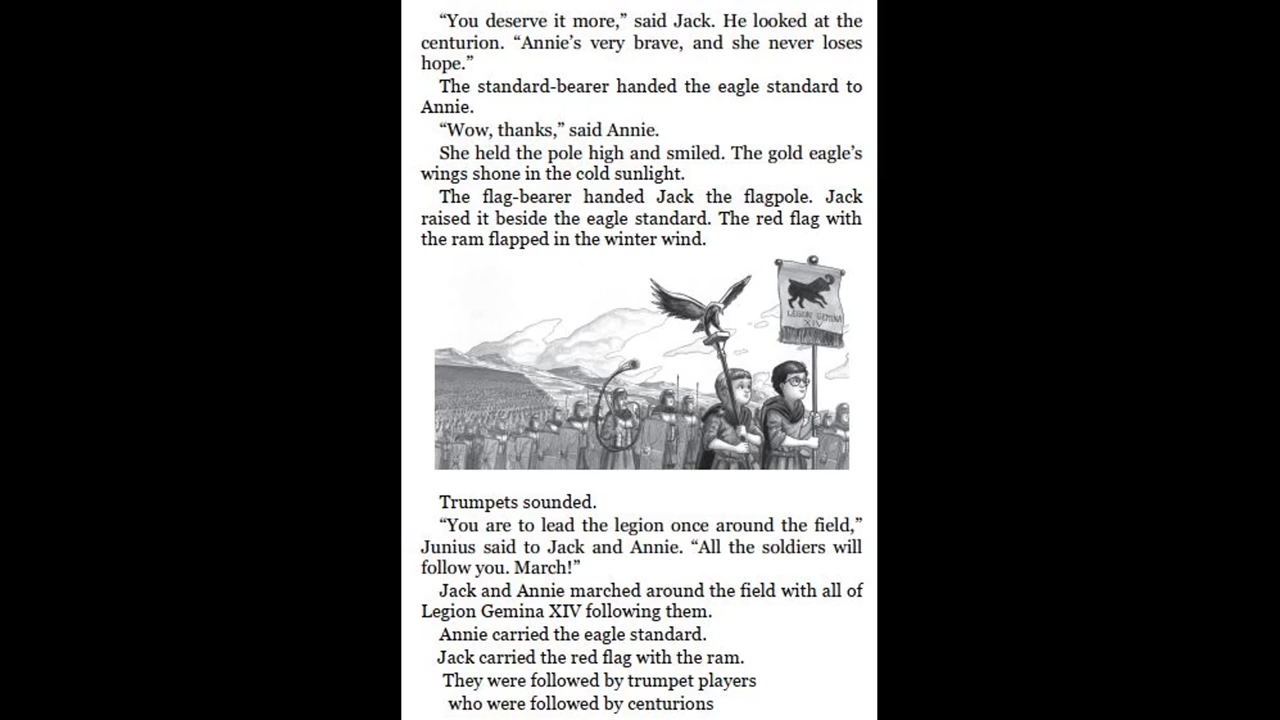 “You deserve it more,” said Jack. He looked at the
centurion. “Annie’s very brave, and she never loses
hope.”
The standard-bearer handed the eagle standard to
Annie.
“Wow, thanks,” said Annie.
She held the pole high and smiled. The gold eagle’s
wings shone in the cold sunlight.
The flag-bearer handed Jack the flagpole. Jack
raised it beside the eagle standard. The red flag with
the ram flapped in the winter wind.
LEGION GEMINA
XIV
Trumpets sounded.
“You are to lead the legion once around the field,”
Junius said to Jack and Annie. “All the soldiers will
follow you. March!”
Jack and Annie marched around the field with all of
Legion Gemina XIV following them.
Annie carried the eagle standard.
Jack carried the red flag with the ram.
They were followed by trumpet players
who were followed by centurions